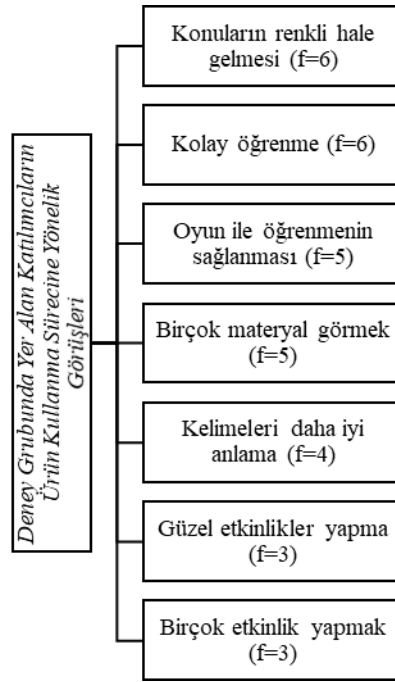 Deney Grubunda Yer Alan Katılımcıların
Ürün Kullanma Sürecine Yönelik
Görüşleri
Konuların renkli hale
gelmesi (f=6)
Kolay öğrenme (f=6)
Oyun ile öğrenmenin
sağlanması (f=5)
Birçok materyal görmek
(f=5)
Kelimeleri daha iyi
anlama (f=4)
Güzel etkinlikler yapma
(f=3)
Birçok etkinlik yapmak
(f=3)